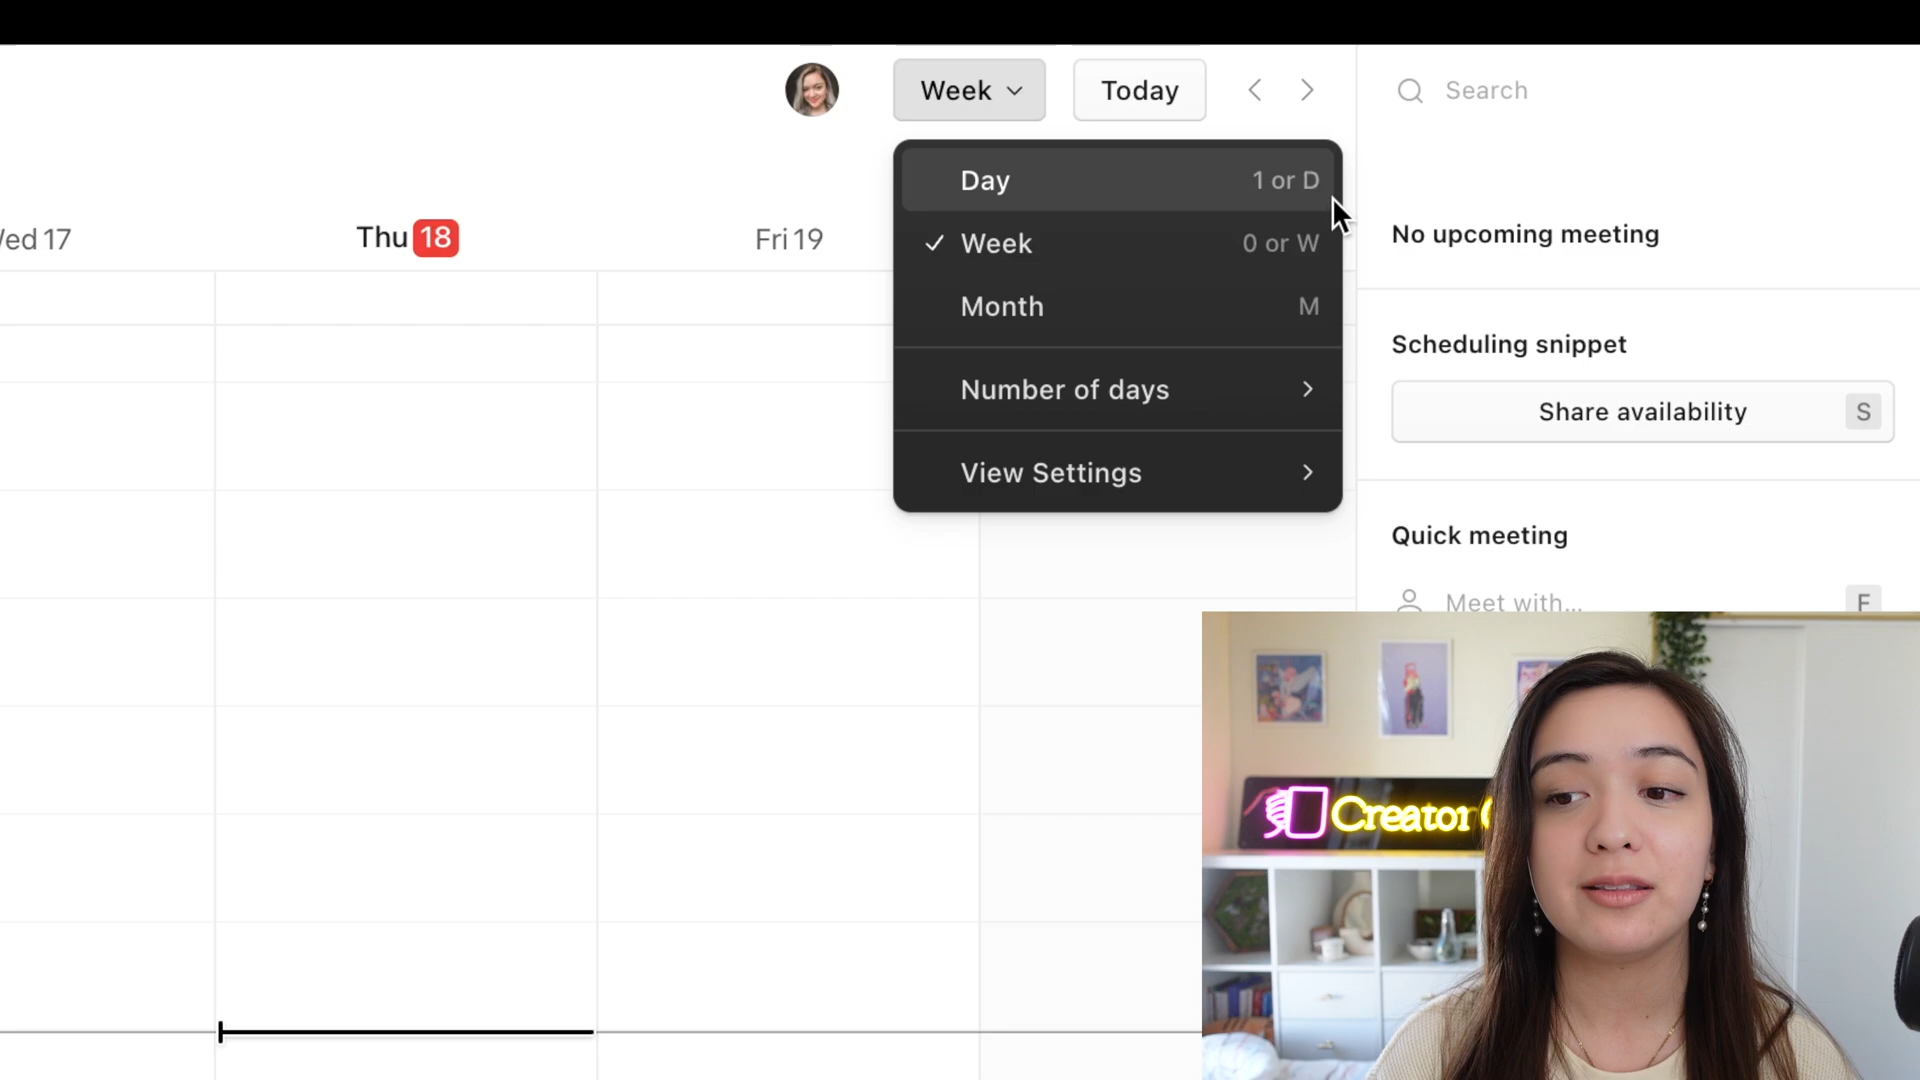 Week
Today
Search
Wed 17
Thu 18
Fri 19
Day 1 or D
Week 0 or W
Month M
Number of days
View Settings
No upcoming meeting
Scheduling snippet
Share availability S
Quick meeting
Meet with... F
Creator